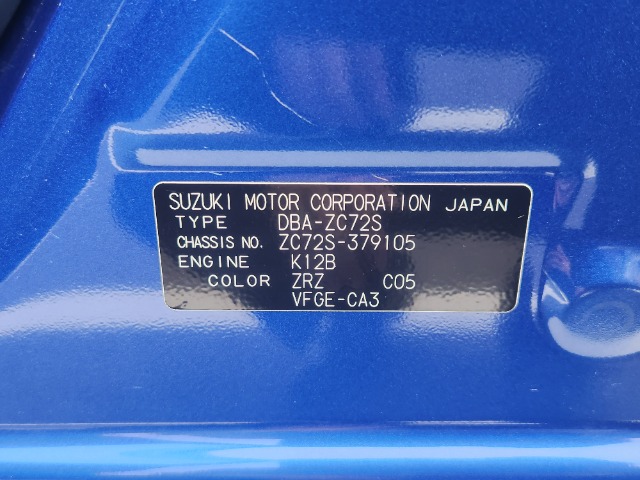 SUZUKI MOTOR CORPORATION JAPAN
TYPE DBA-ZC72S
CHASSIS NO. ZC72S-379105
ENGINE K12B
COLOR ZRZ C05
VFGE-CA3